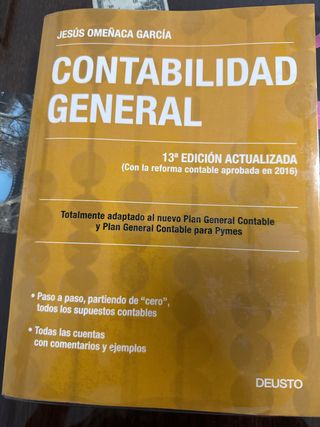 JESÚS OMEÑACA GARCÍA
CONTABILIDAD
GENERAL
13ª EDICIÓN ACTUALIZADA
(Con la reforma contable aprobada en 2016)
Totalmente adaptado al nuevo Plan General Contable
y Plan General Contable para Pymes
• Paso a paso, partiendo de “cero”,
todos los supuestos contables
• Todas las cuentas
con comentarios y ejemplos
DEUSTO